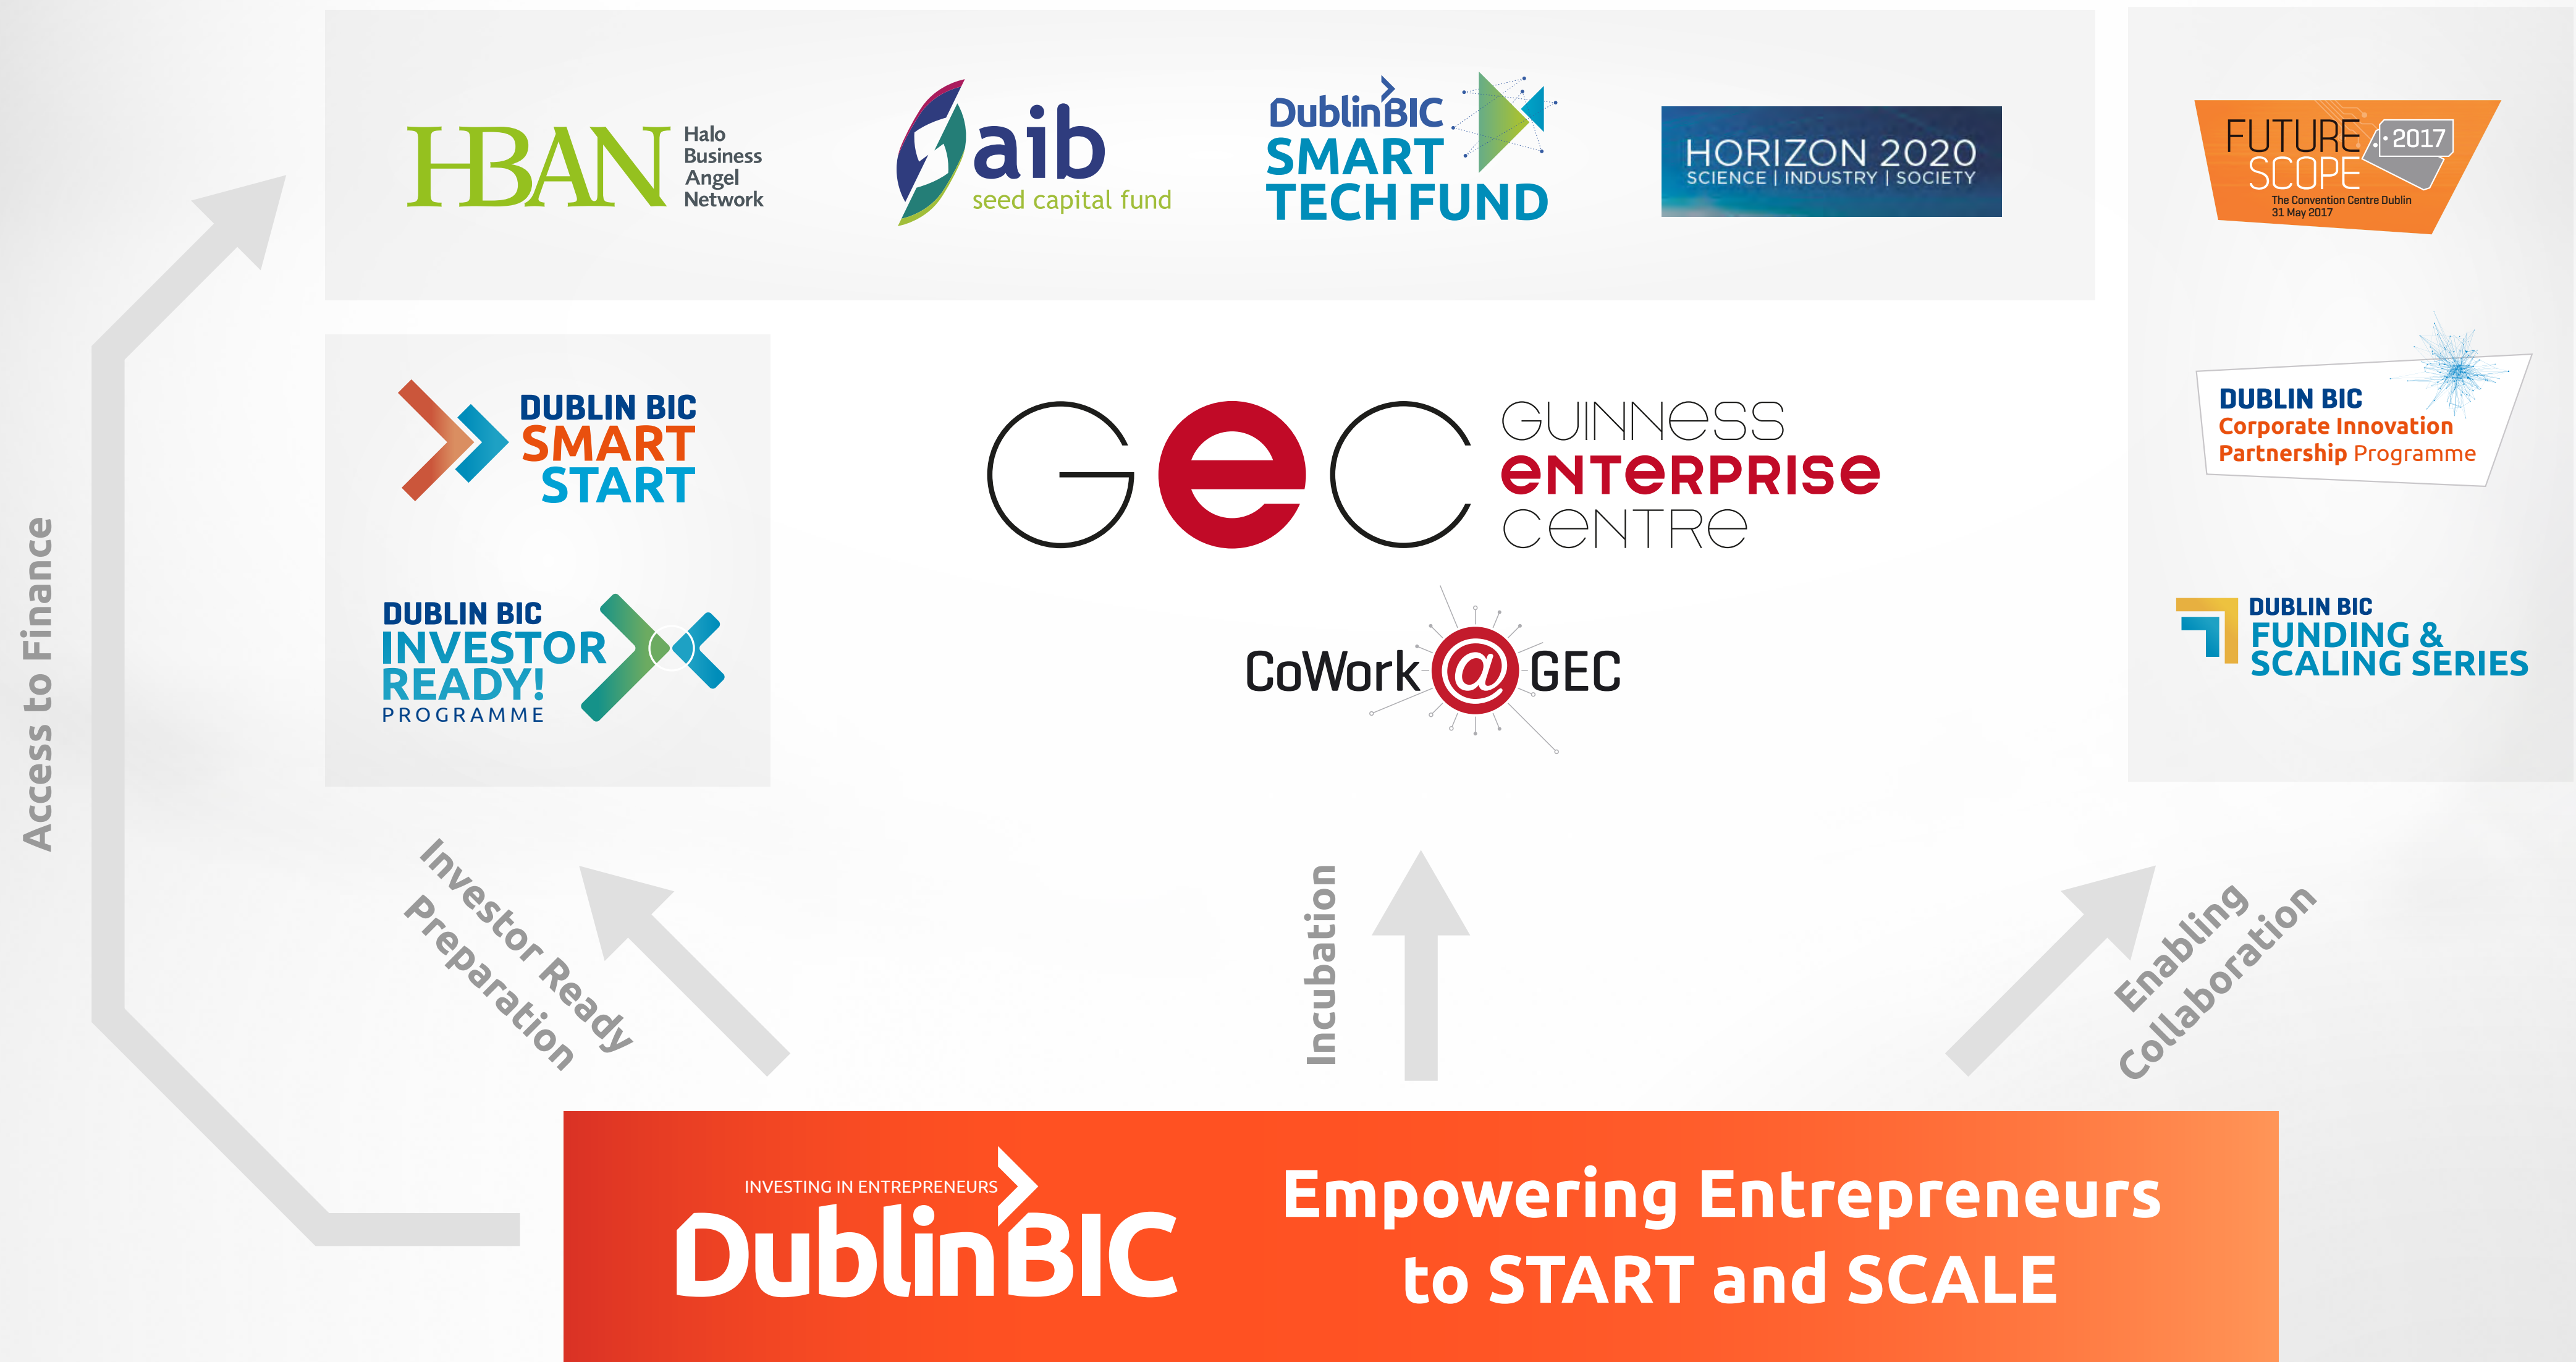 HBAN
Halo
Business
Angel
Network
aib
seed capital fund
DublinBIC
SMART
TECH FUND
HORIZON 2020
SCIENCE | INDUSTRY | SOCIETY
FUTURE
SCOPE
2017
The Convention Centre Dublin
31 May 2017
DUBLIN BIC
SMART
START
DUBLIN BIC
INVESTOR
READY!
PROGRAMME
GeC
GUINNeSS
eNTeRPRISe
CeNTRe
CoWork@GEC
DUBLIN BIC
Corporate Innovation
Partnership Programme
DUBLIN BIC
FUNDING &
SCALING SERIES
Access to Finance
Investor Ready
Preparation
Incubation
Enabling
Collaboration
INVESTING IN ENTREPRENEURS
DublinBIC
Empowering Entrepreneurs
to START and SCALE